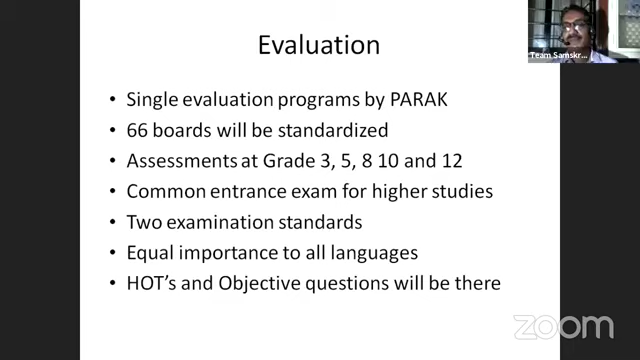 Team Samskr...
Evaluation
• Single evaluation programs by PARAK
• 66 boards will be standardized
• Assessments at Grade 3, 5, 8 10 and 12
• Common entrance exam for higher studies
• Two examination standards
• Equal importance to all languages
• HOT's and Objective questions will be there
zoom